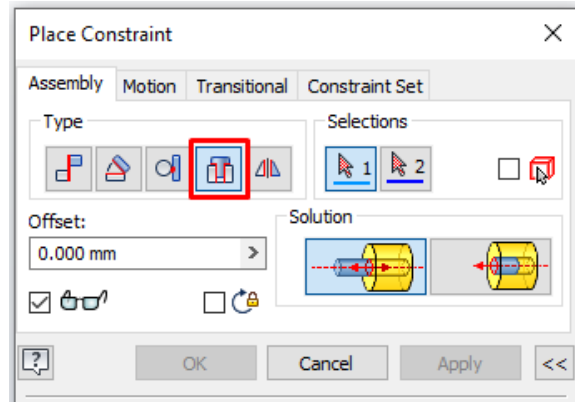 Place Constraint
Assembly Motion Transitional Constraint Set
Type
Selections
1
2
Offset:
Solution
0.000 mm
>
?
OK
Cancel
Apply
<<